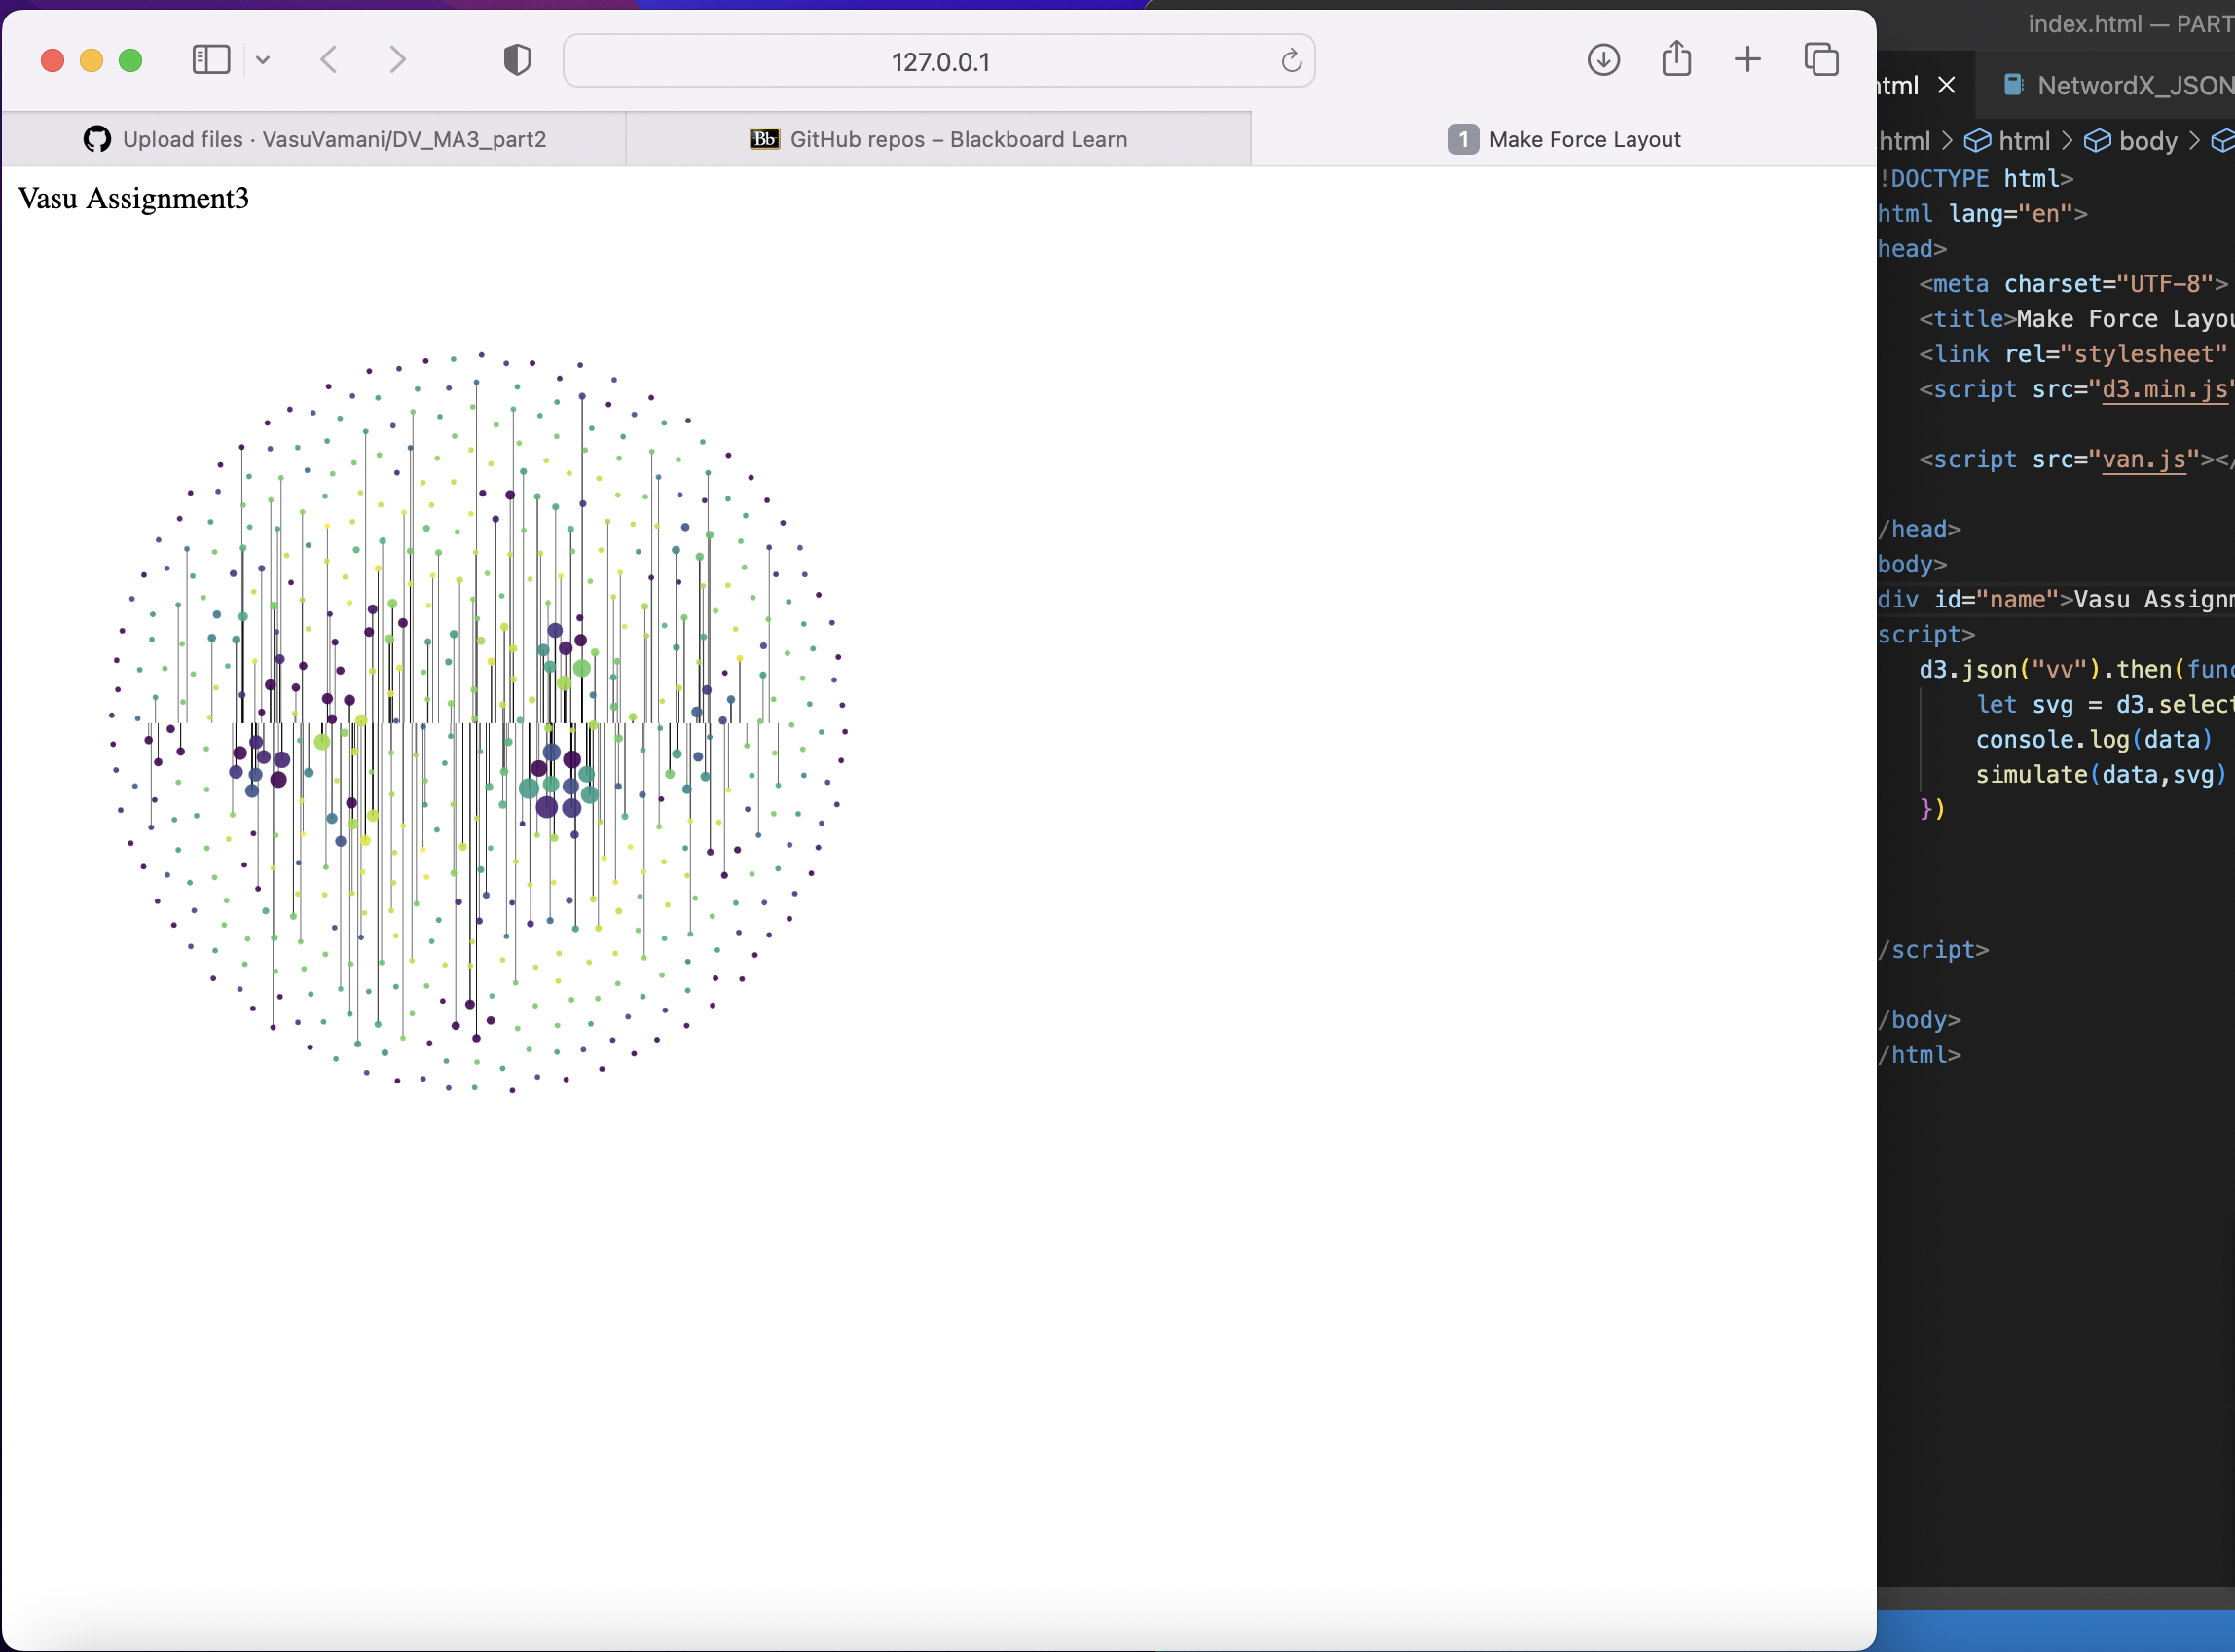 index.html — PART
127.0.0.1
Upload files · VasuVamani/DV_MA3_part2
Bb
GitHub repos – Blackboard Learn
1
Make Force Layout
Vasu Assignment3
html
NetwordX_JSON
html > html > body >
!DOCTYPE html>
html lang="en">
head>
<meta charset="UTF-8">
<title>Make Force Layou
<link rel="stylesheet"
<script src="d3.min.js"
<script src="van.js"></
/head>
body>
div id="name">Vasu Assignm
script>
d3.json("vv").then(func
let svg = d3.select
console.log(data)
simulate(data,svg)
})
/script>
/body>
/html>